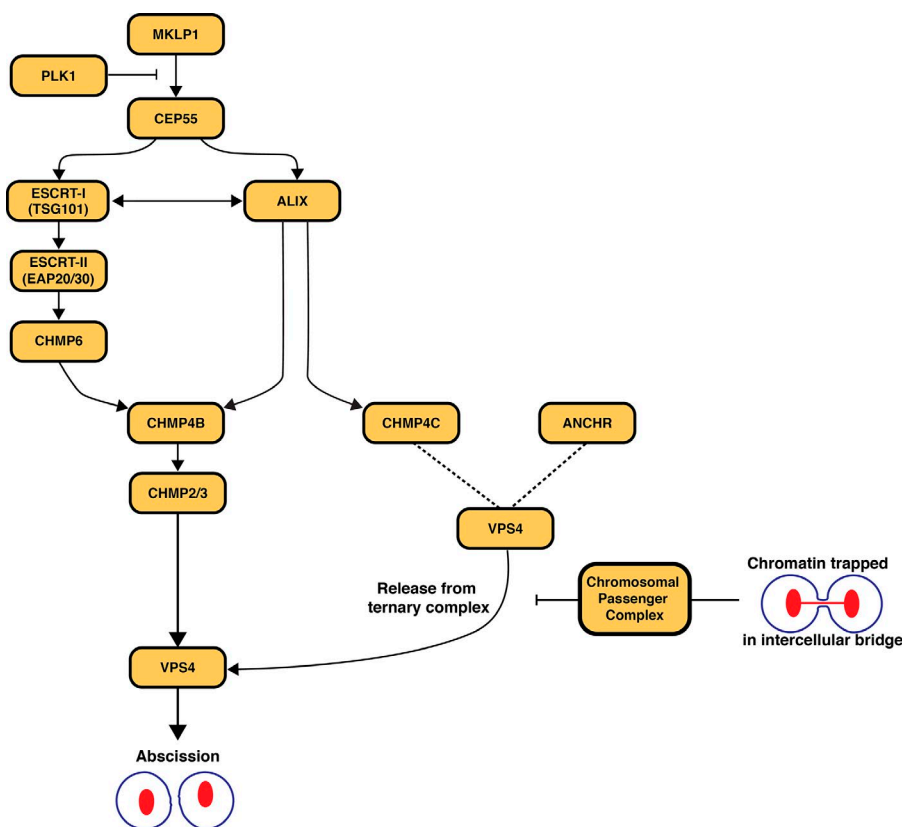 MKLP1
PLK1
CEP55
ESCRT-I
(TSG101)
ALIX
ESCRT-II
(EAP20/30)
CHMP6
CHMP4B
CHMP4C
ANCHR
CHMP2/3
VPS4
Release from
ternary complex
Chromosomal
Passenger
Complex
Chromatin trapped
in intercellular bridge
VPS4
Abscission